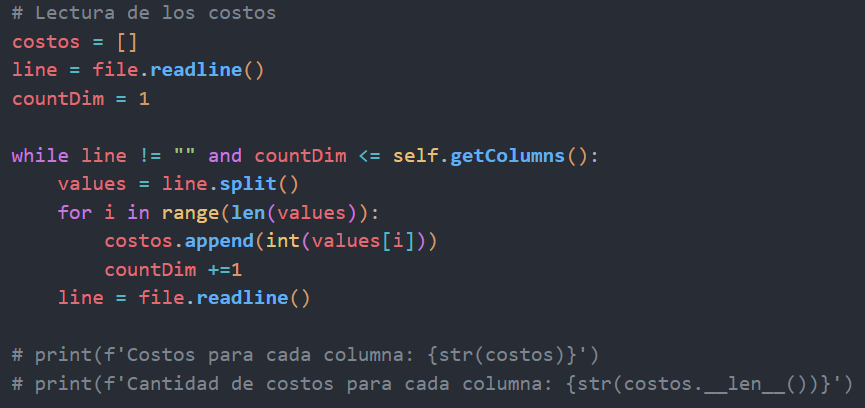 # Lectura de los costos
costos = []
line = file.readline()
countDim = 1

while line != "" and countDim <= self.getColumns():
    values = line.split()
    for i in range(len(values)):
        costos.append(int(values[i]))
        countDim +=1
    line = file.readline()

# print(f'Costos para cada columna: {str(costos)}')
# print(f'Cantidad de costos para cada columna: {str(costos.__len__())}')